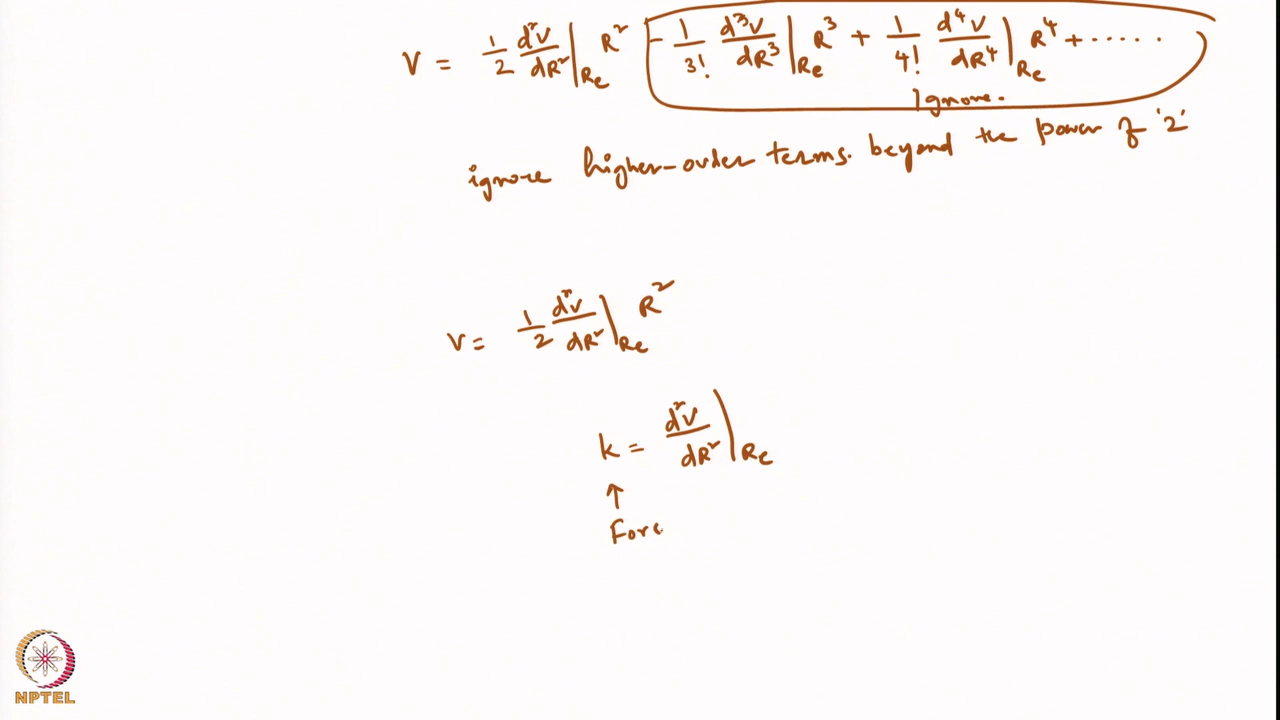 V = 1/2 d²V/dR²|Re R² - 1/3! d³V/dR³|Re R³ + 1/4! d⁴V/dR⁴|Re R⁴ + ......
Ignore.
ignore higher-order terms. beyond the power of '2'
V = 1/2 d²V/dR²|Re R²
k = d²V/dR²|Re
↑
Forc
NPTEL